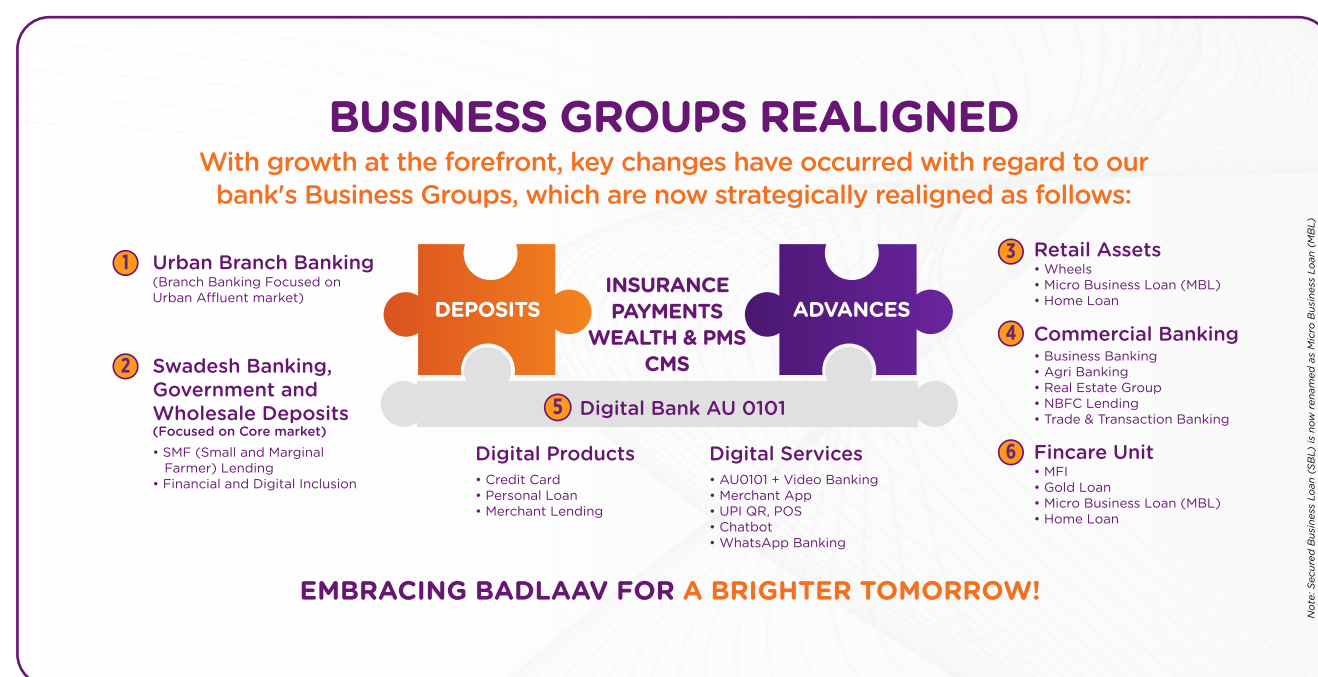 BUSINESS GROUPS REALIGNED
With growth at the forefront, key changes have occurred with regard to our
bank's Business Groups, which are now strategically realigned as follows:
1 Urban Branch Banking
(Branch Banking Focused on
Urban Affluent market)
2 Swadesh Banking,
Government and
Wholesale Deposits
(Focused on Core market)
• SMF (Small and Marginal
Farmer) Lending
• Financial and Digital Inclusion
DEPOSITS
INSURANCE
PAYMENTS
WEALTH & PMS
CMS
ADVANCES
5 Digital Bank AU 0101
Digital Products
• Credit Card
• Personal Loan
• Merchant Lending
Digital Services
• AU0101 + Video Banking
• Merchant App
• UPI QR, POS
• Chatbot
• WhatsApp Banking
3 Retail Assets
• Wheels
• Micro Business Loan (MBL)
• Home Loan
4 Commercial Banking
• Business Banking
• Agri Banking
• Real Estate Group
• NBFC Lending
• Trade & Transaction Banking
6 Fincare Unit
• MFI
• Gold Loan
• Micro Business Loan (MBL)
• Home Loan
EMBRACING BADLAAV FOR A BRIGHTER TOMORROW!
Note: Secured Business Loan (SBL) is now renamed as Micro Business Loan (MBL)